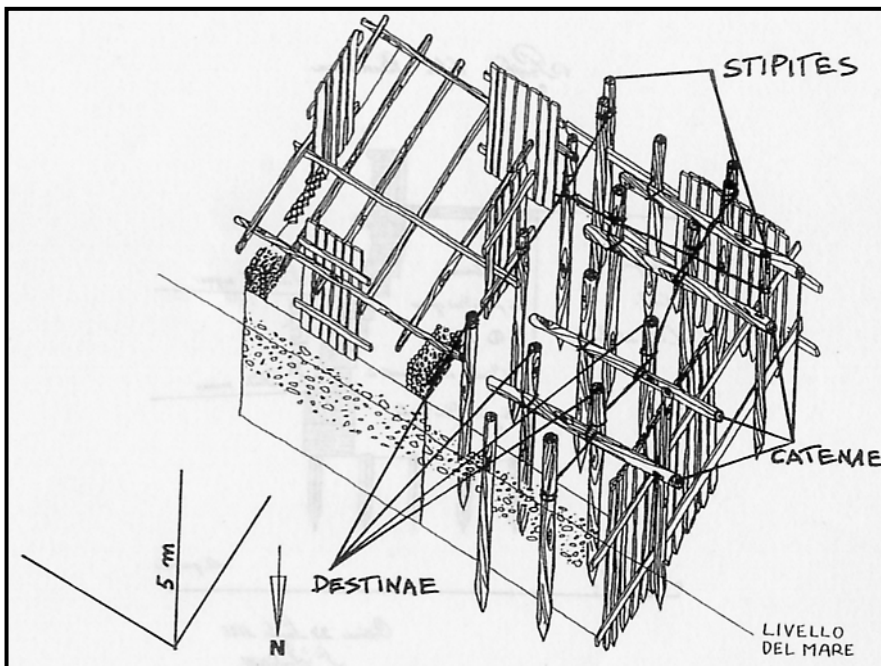 STIPITES
CATENAE
DESTINAE
5 m
N
LIVELLO
DEL MARE